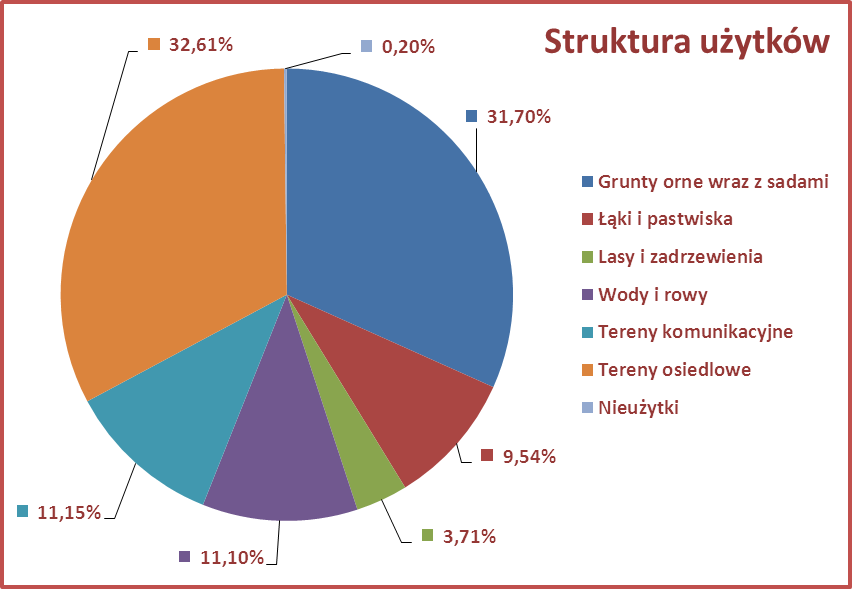 Struktura użytków
32,61%
0,20%
31,70%
Grunty orne wraz z sadami
Łąki i pastwiska
Lasy i zadrzewienia
Wody i rowy
Tereny komunikacyjne
Tereny osiedlowe
Nieużytki
9,54%
11,15%
3,71%
11,10%